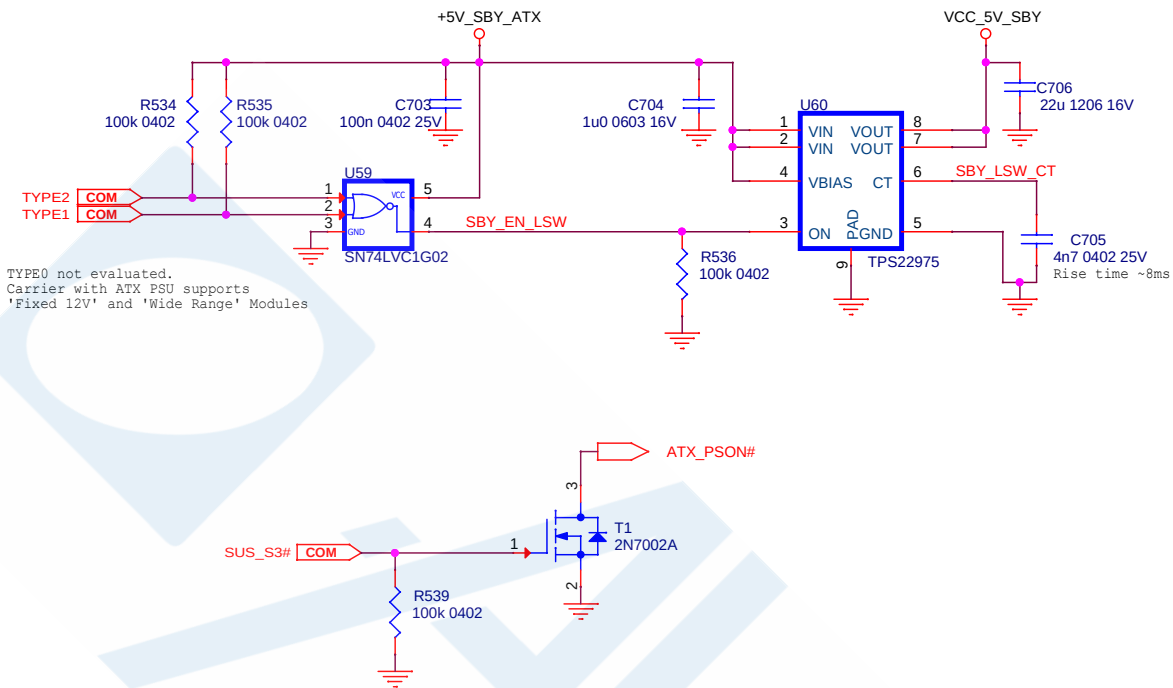 +5V_SBY_ATX
VCC_5V_SBY
R534
100k 0402
R535
100k 0402
C703
100n 0402 25V
C704
1u0 0603 16V
U60
C706
22u 1206 16V
1
VIN
VOUT
8
2
VIN
VOUT
7
4
VBIAS
CT
6
SBY_LSW_CT
3
ON
PAD
GND
5
9
TPS22975
C705
4n7 0402 25V
Rise time ~8ms
TYPE2
COM
TYPE1
COM
U59
1
2
3
GND
VCC
5
4
SN74LVC1G02
SBY_EN_LSW
R536
100k 0402
TYPE0 not evaluated.
Carrier with ATX PSU supports
'Fixed 12V' and 'Wide Range' Modules
ATX_PSON#
3
SUS_S3#
COM
1
T1
2N7002A
2
R539
100k 0402